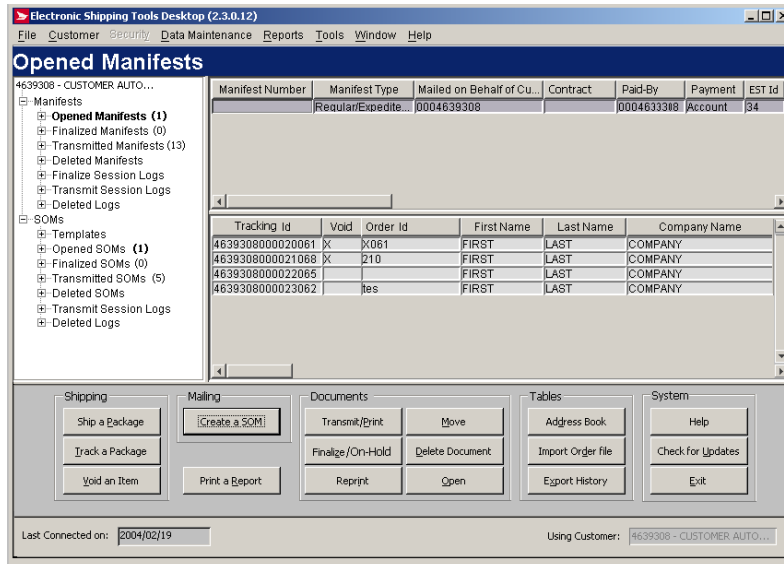 Electronic Shipping Tools Desktop (2.3.0.12)
File Customer Security Data Maintenance Reports Tools Window Help
Opened Manifests
4639308 - CUSTOMER AUTO...
Manifests
Opened Manifests (1)
Finalized Manifests (0)
Transmitted Manifests (13)
Deleted Manifests
Finalize Session Logs
Transmit Session Logs
Deleted Logs
SOMs
Templates
Opened SOMs (1)
Finalized SOMs (0)
Transmitted SOMs (5)
Deleted SOMs
Transmit Session Logs
Deleted Logs
Manifest Number Manifest Type Mailed on Behalf of Cu... Contract Paid-By Payment EST Id
Regular/Expedite... 0004639308 0004633308 Account 34
Tracking Id Void Order Id First Name Last Name Company Name
4639308000020061 X X061 FIRST LAST COMPANY
4639308000021068 X 210 FIRST LAST COMPANY
4639308000022065 FIRST LAST COMPANY
4639308000023062 tes FIRST LAST COMPANY
Shipping Mailing Documents Tables System
Ship a Package Create a SOM Transmit/Print Move Address Book Help
Track a Package Finalize/On-Hold Delete Document Import Order file Check for Updates
Void an Item Print a Report Reprint Open Export History Exit
Last Connected on: 2004/02/19 Using Customer: 4639308 - CUSTOMER AUTO...